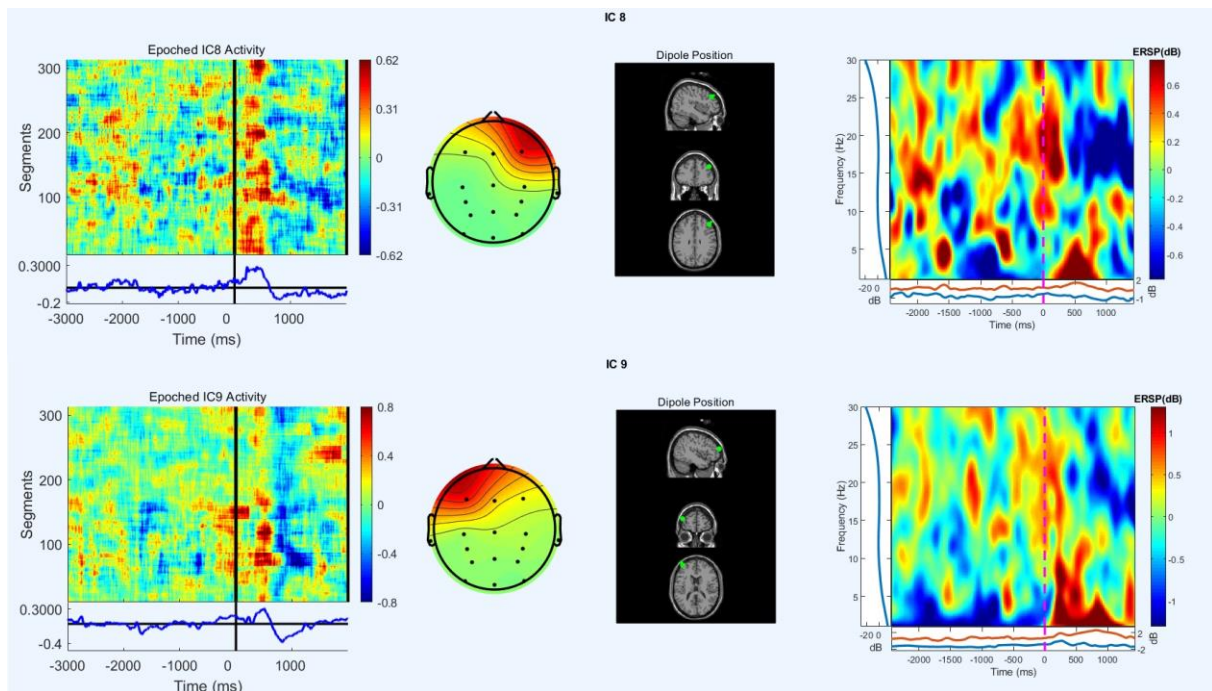 IC 8
Epoched IC8 Activity
Segments
300
200
100
0.62
0.31
0
-0.31
-0.62
0.3000
-0.2
-3000 -2000 -1000 0 1000
Time (ms)
Dipole Position
ERSP(dB)
Frequency (Hz)
30
25
20
15
10
5
0.6
0.4
0.2
0
-0.2
-0.4
-0.6
-20 0
dB
2
-1
dB
-2000 -1500 -1000 -500 0 500 1000
Time (ms)
IC 9
Epoched IC9 Activity
Segments
300
200
100
0.8
0.4
0
-0.4
-0.8
0.3000
-0.4
-3000 -2000 -1000 0 1000
Time (ms)
Dipole Position
ERSP(dB)
Frequency (Hz)
30
25
20
15
10
5
1
0.5
0
-0.5
-1
-20 0
dB
2
-2
dB
-2000 -1500 -1000 -500 0 500 1000
Time (ms)